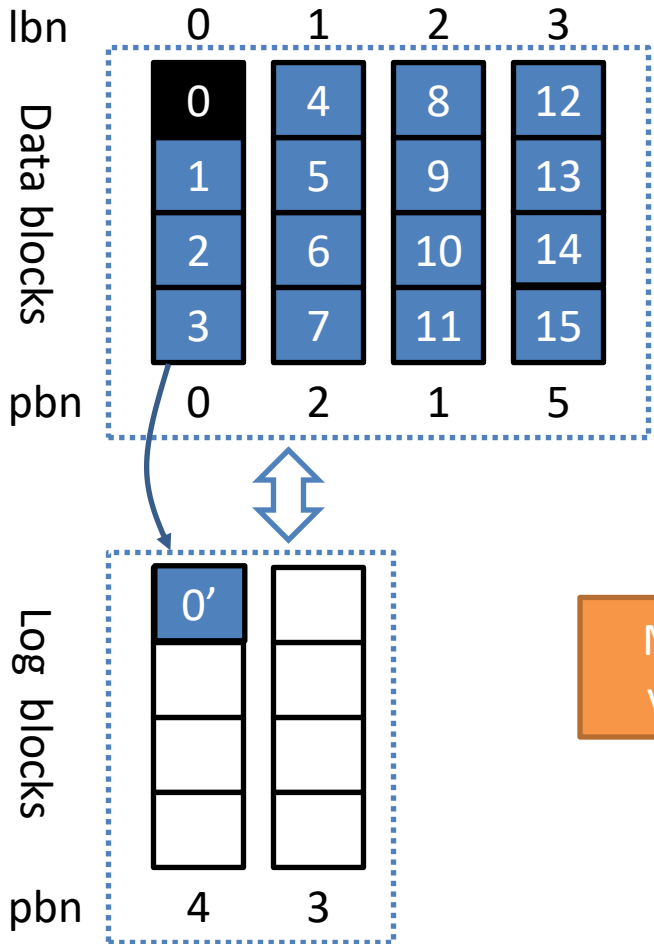 lbn 0 1 2 3
Data blocks
0 4 8 12
1 5 9 13
2 6 10 14
3 7 11 15
pbn 0 2 1 5
Log blocks
0’
pbn 4 3